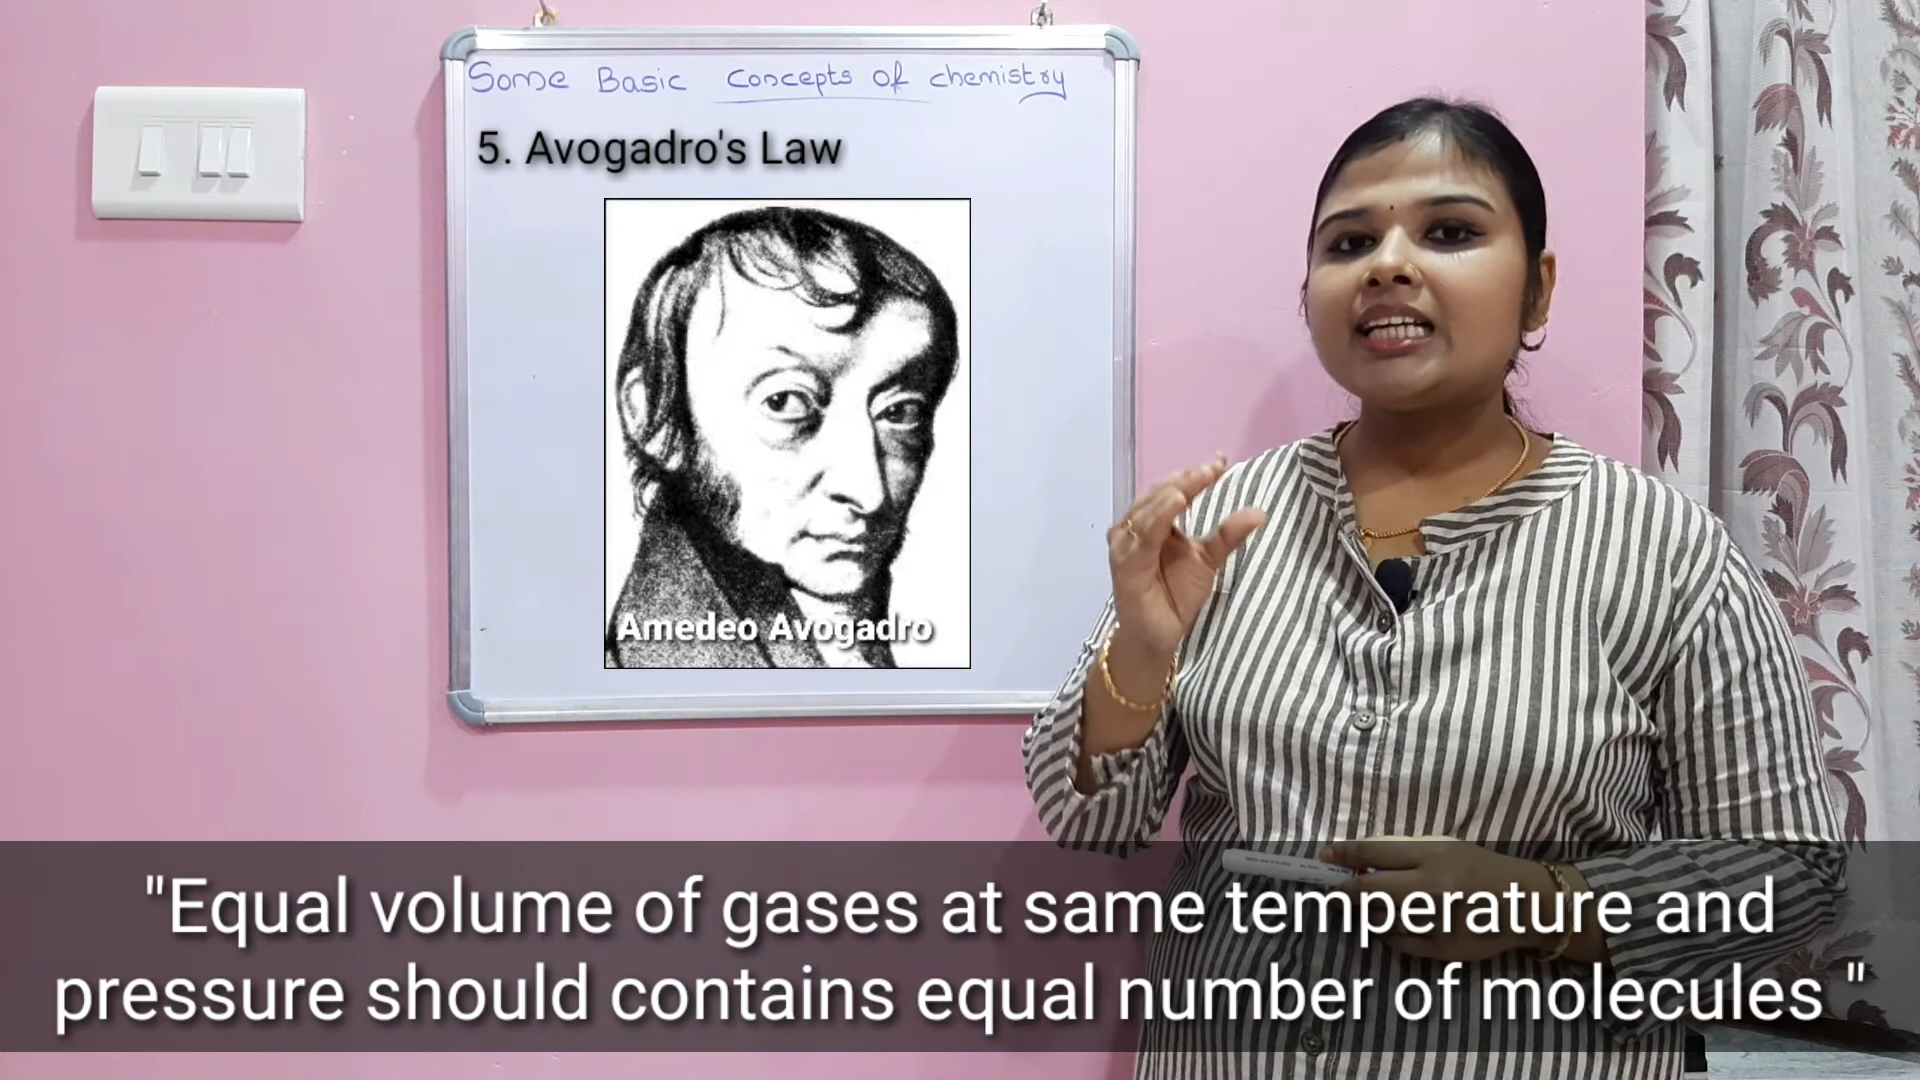 Some Basic Concepts of chemistry
5. Avogadro's Law
Amedeo Avogadro
"Equal volume of gases at same temperature and
pressure should contains equal number of molecules "